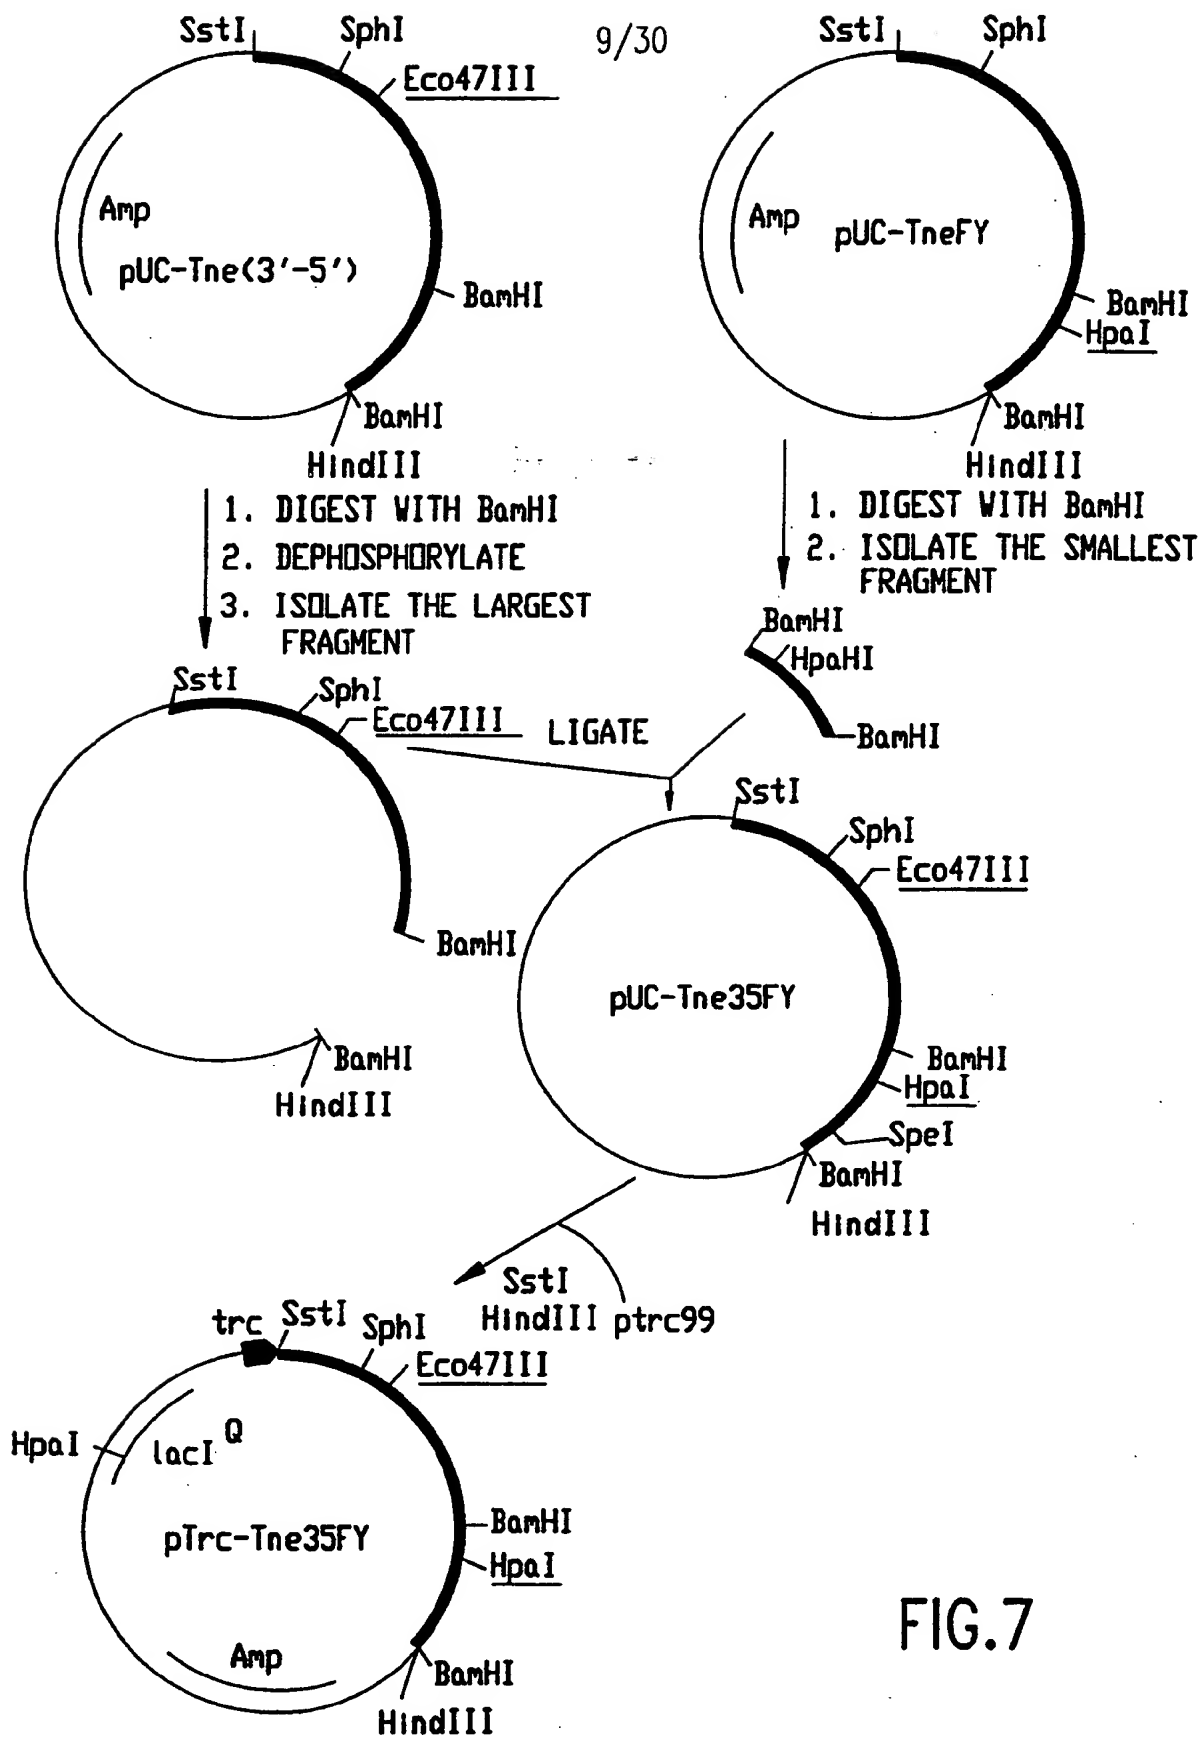 9/30
SstI
SphI
Eco47III
Amp
pUC-Tne(3'-5')
BamHI
BamHI
HindIII
SstI
SphI
Amp
pUC-TneFY
BamHI
HpaI
BamHI
HindIII
1. DIGEST WITH BamHI
2. DEPHOSPHORYLATE
3. ISOLATE THE LARGEST
FRAGMENT
1. DIGEST WITH BamHI
2. ISOLATE THE SMALLEST
FRAGMENT
BamHI
HpaHI
BamHI
SstI
SphI
Eco47III
LIGATE
BamHI
BamHI
HindIII
SstI
SphI
Eco47III
pUC-Tne35FY
BamHI
HpaI
SpeI
BamHI
HindIII
SstI
HindIII
ptrc99
trc
SstI
SphI
Eco47III
HpaI
lacI Q
pTrc-Tne35FY
BamHI
HpaI
Amp
BamHI
HindIII
FIG.7